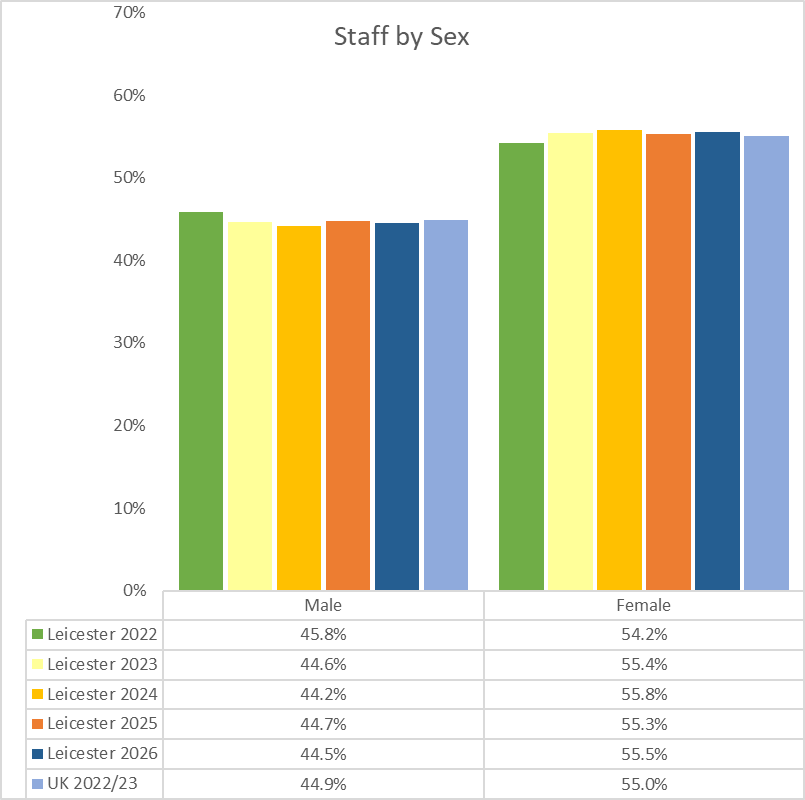 70%
Staff by Sex
60%
50%
40%
30%
20%
10%
0%
Male Female
Leicester 2022 45.8% 54.2%
Leicester 2023 44.6% 55.4%
Leicester 2024 44.2% 55.8%
Leicester 2025 44.7% 55.3%
Leicester 2026 44.5% 55.5%
UK 2022/23 44.9% 55.0%